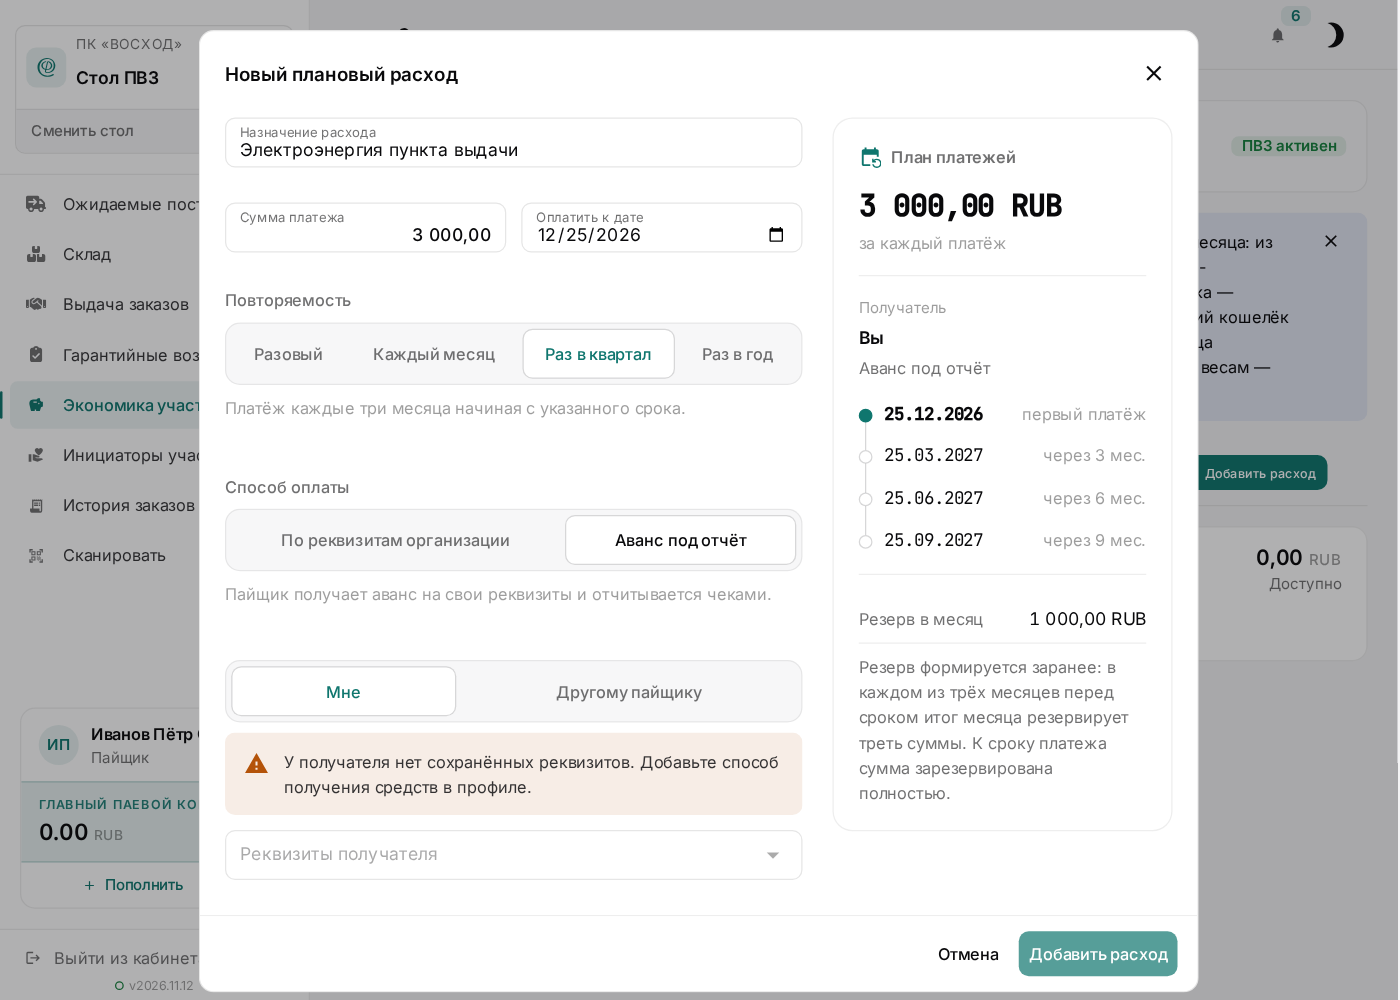 ПК «ВОСХОД»
Стол ПВЗ
Сменить стол
Ожидаемые пост
Склад
Выдача заказов
Гарантийные воз
Экономика участ
Инициаторы учас
История заказов
Сканировать
Иванов Пётр
Пайщик
ГЛАВНЫЙ ПАЕВОЙ КО
0.00 RUB
+ Пополнить
Выйти из кабинет
v2026.11.12
Новый плановый расход
Назначение расхода
Электроэнергия пункта выдачи
Сумма платежа
3 000,00
Оплатить к дате
12/25/2026
Повторяемость
Разовый Каждый месяц Раз в квартал Раз в год
Платёж каждые три месяца начиная с указанного срока.
Способ оплаты
По реквизитам организации Аванс под отчёт
Пайщик получает аванс на свои реквизиты и отчитывается чеками.
Мне Другому пайщику
У получателя нет сохранённых реквизитов. Добавьте способ
получения средств в профиле.
Реквизиты получателя
План платежей
3 000,00 RUB
за каждый платёж
Получатель
Вы
Аванс под отчёт
25.12.2026 первый платёж
25.03.2027 через 3 мес.
25.06.2027 через 6 мес.
25.09.2027 через 9 мес.
Резерв в месяц 1 000,00 RUB
Резерв формируется заранее: в
каждом из трёх месяцев перед
сроком итог месяца резервирует
треть суммы. К сроку платежа
сумма зарезервирована
полностью.
Отмена Добавить расход
6
ПВЗ активен
есяца: из
-
ка —
ий кошелёк
ца
весам —
Добавить расход
0,00 RUB
Доступно